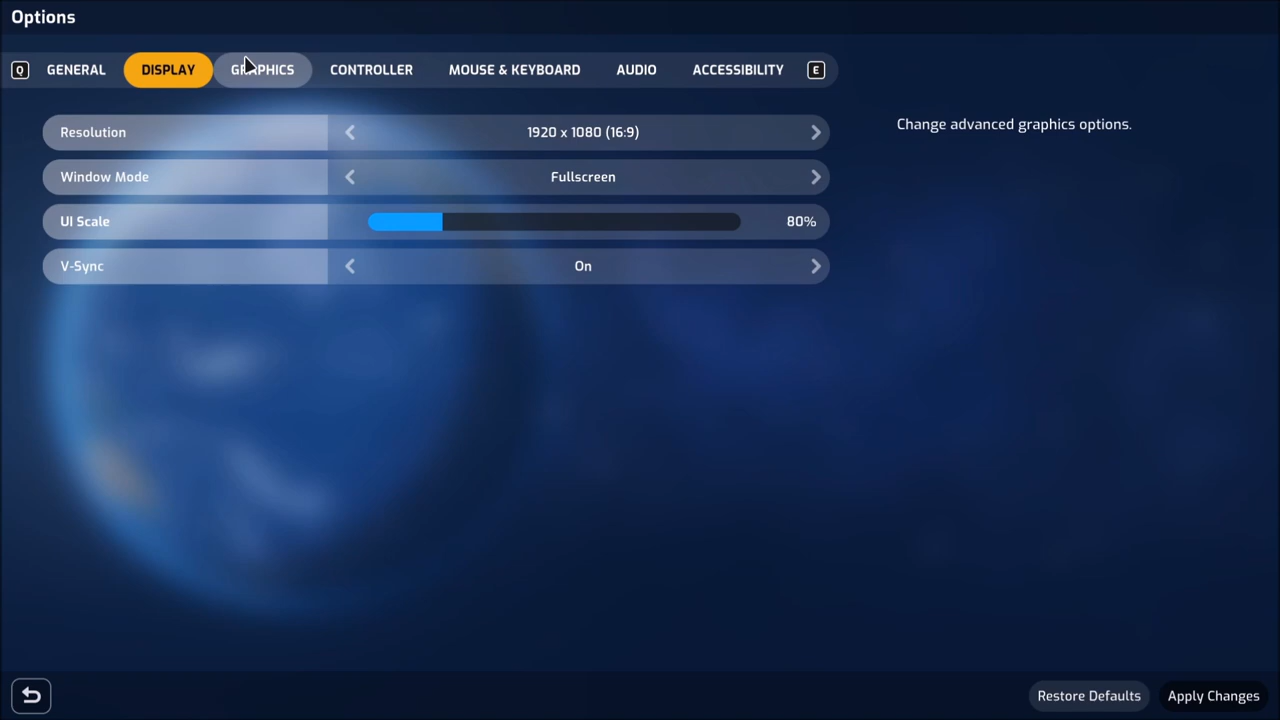 Options
Q GENERAL DISPLAY GRAPHICS CONTROLLER MOUSE & KEYBOARD AUDIO ACCESSIBILITY E
Resolution 1920 x 1080 (16:9)
Change advanced graphics options.
Window Mode Fullscreen
UI Scale 80%
V-Sync On
Restore Defaults Apply Changes